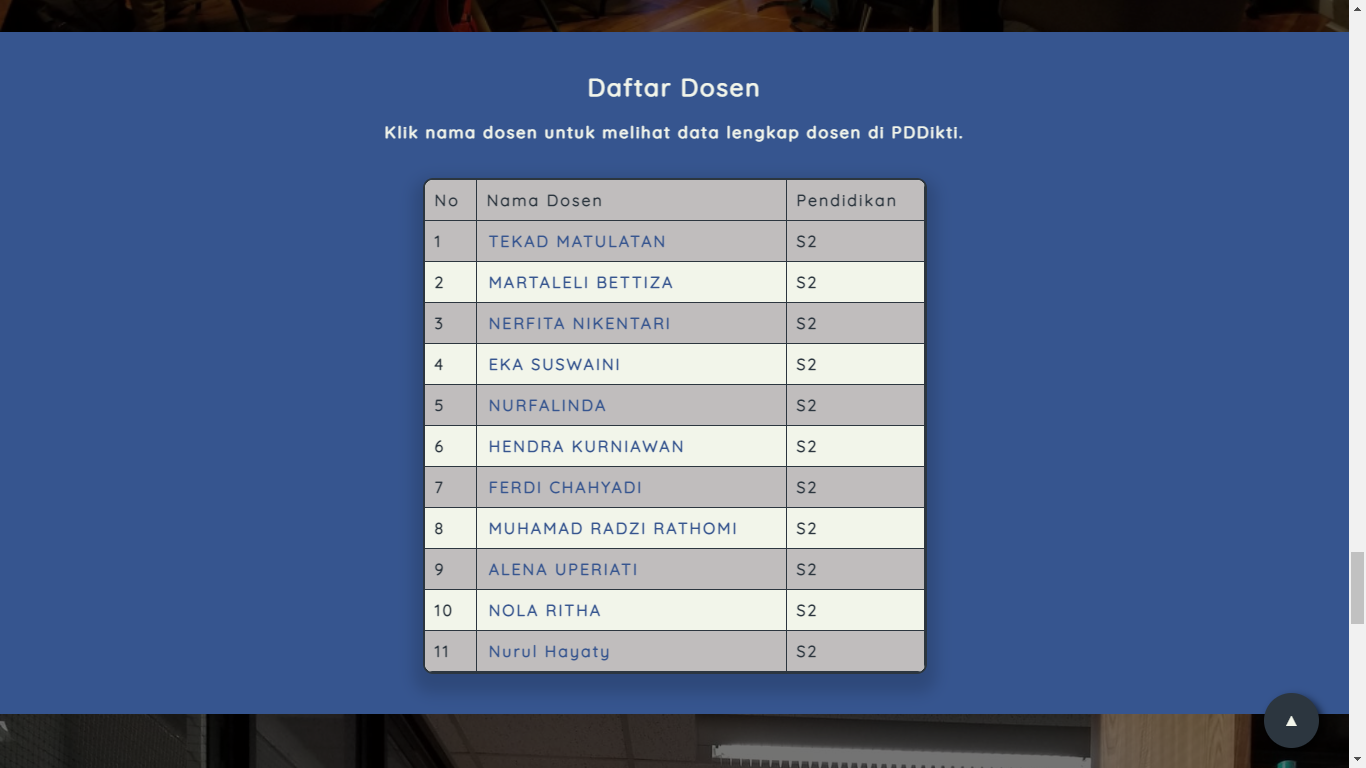 Daftar Dosen
Klik nama dosen untuk melihat data lengkap dosen di PDDikti.
No Nama Dosen Pendidikan
1 TEKAD MATULATAN S2
2 MARTALELI BETTIZA S2
3 NERFITA NIKENTARI S2
4 EKA SUSWAINI S2
5 NURFALINDA S2
6 HENDRA KURNIAWAN S2
7 FERDI CHAHYADI S2
8 MUHAMAD RADZI RATHOMI S2
9 ALENA UPERIATI S2
10 NOLA RITHA S2
11 Nurul Hayaty S2